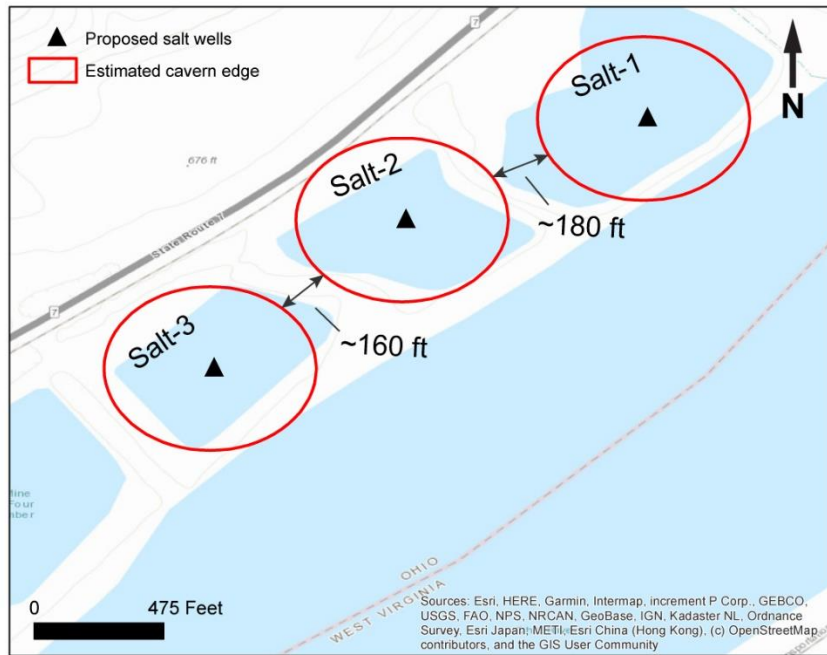 Proposed salt wells
Estimated cavern edge
7
Salt-1
N
676 ft
Salt-2
~180 ft
State Route 7
7
Salt-3
~160 ft
OHIO
WEST VIRGINIA
0 475 Feet
Sources: Esri, HERE, Garmin, Intermap, increment P Corp., GEBCO,
USGS, FAO, NPS, NRCAN, GeoBase, IGN, Kadaster NL, Ordnance
Survey, Esri Japan, METI, Esri China (Hong Kong), (c) OpenStreetMap
contributors, and the GIS User Community